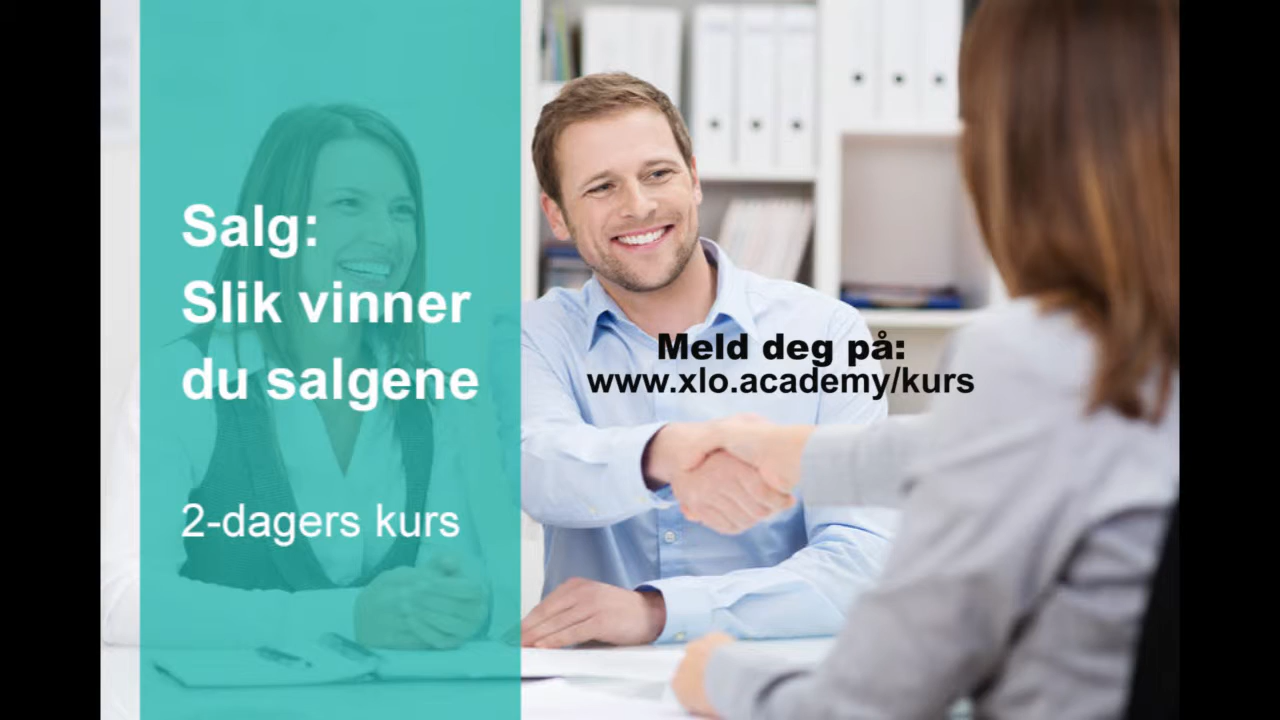 Salg:
Slik vinner
du salgene
2-dagers kurs
Meld deg på:
www.xlo.academy/kurs